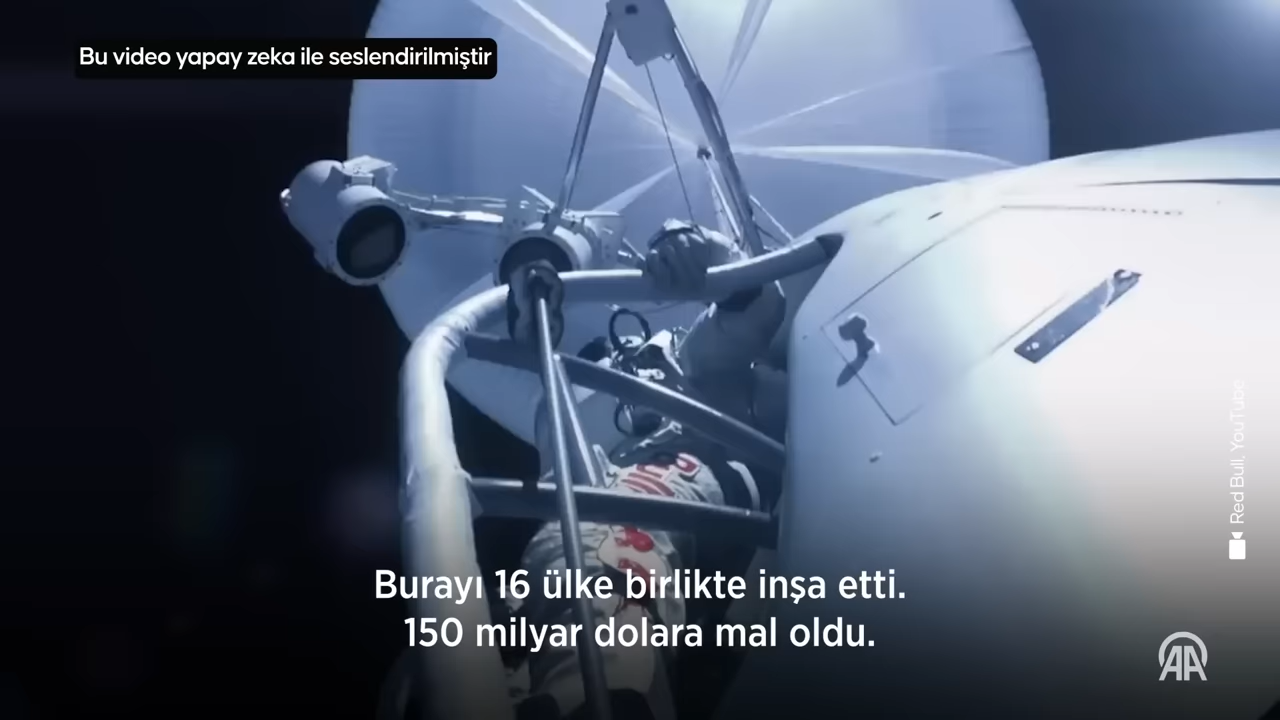 Bu video yapay zeka ile seslendirilmiştir
Red Bull, YouTube
Burayı 16 ülke birlikte inşa etti.
150 milyar dolara mal oldu.
AA